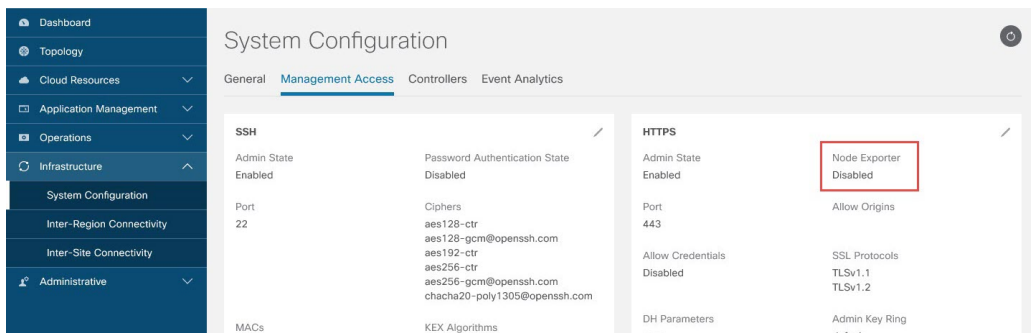 Dashboard
Topology
Cloud Resources
Application Management
Operations
Infrastructure
System Configuration
Inter-Region Connectivity
Inter-Site Connectivity
Administrative
System Configuration
General Management Access Controllers Event Analytics
SSH
Admin State Password Authentication State
Enabled Disabled
Port Ciphers
22 aes128-ctr
aes128-gcm@openssh.com
aes192-ctr
aes256-ctr
aes256-gcm@openssh.com
chacha20-poly1305@openssh.com
MACs KEX Algorithms
HTTPS
Admin State Node Exporter
Enabled Disabled
Port Allow Origins
443
Allow Credentials SSL Protocols
Disabled TLSv1.1
TLSv1.2
DH Parameters Admin Key Ring